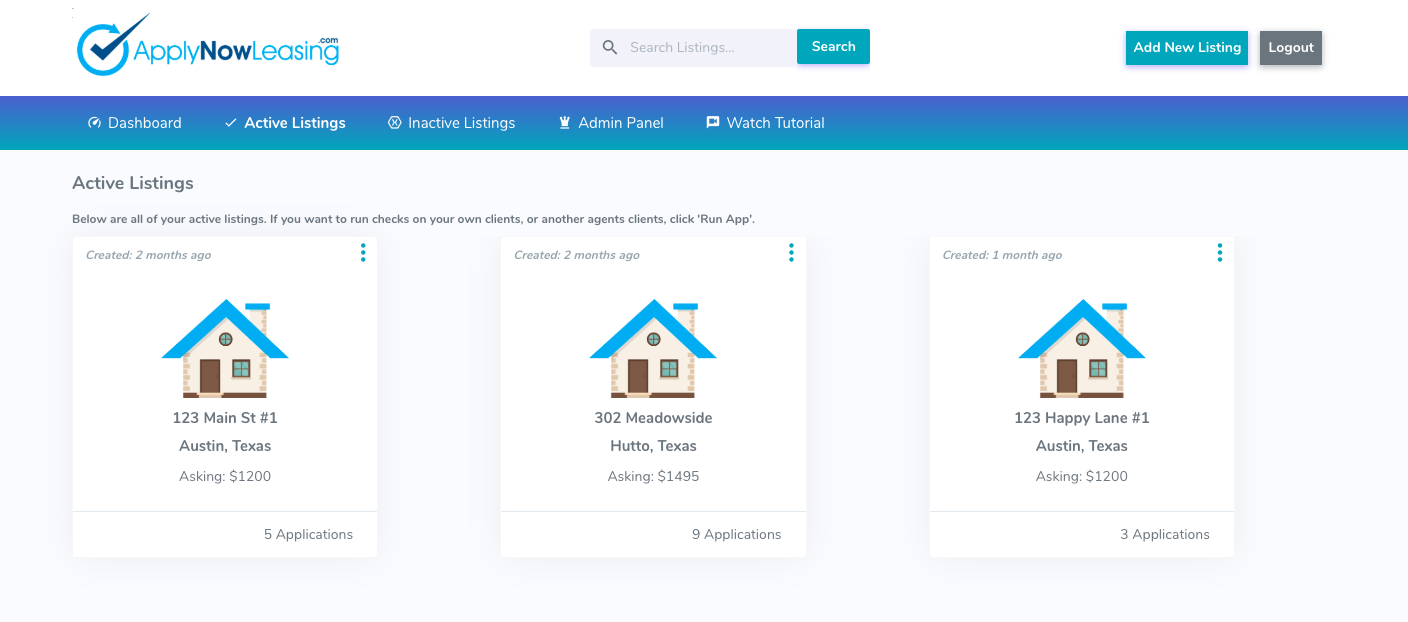 ApplyNowLeasing.com
Search Listings...
Search
Add New Listing
Logout
Dashboard
Active Listings
Inactive Listings
Admin Panel
Watch Tutorial
Active Listings
Below are all of your active listings. If you want to run checks on your own clients, or another agents clients, click 'Run App'.
Created: 2 months ago
123 Main St #1
Austin, Texas
Asking: $1200
5 Applications
Created: 2 months ago
302 Meadowside
Hutto, Texas
Asking: $1495
9 Applications
Created: 1 month ago
123 Happy Lane #1
Austin, Texas
Asking: $1200
3 Applications